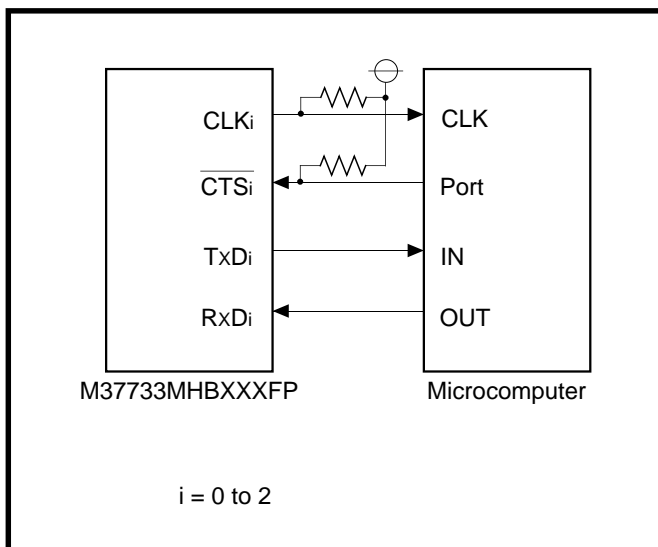 CLKi CLK
CTSi Port
TxDi IN
RxDi OUT
M37733MHBXXXFP Microcomputer
i = 0 to 2